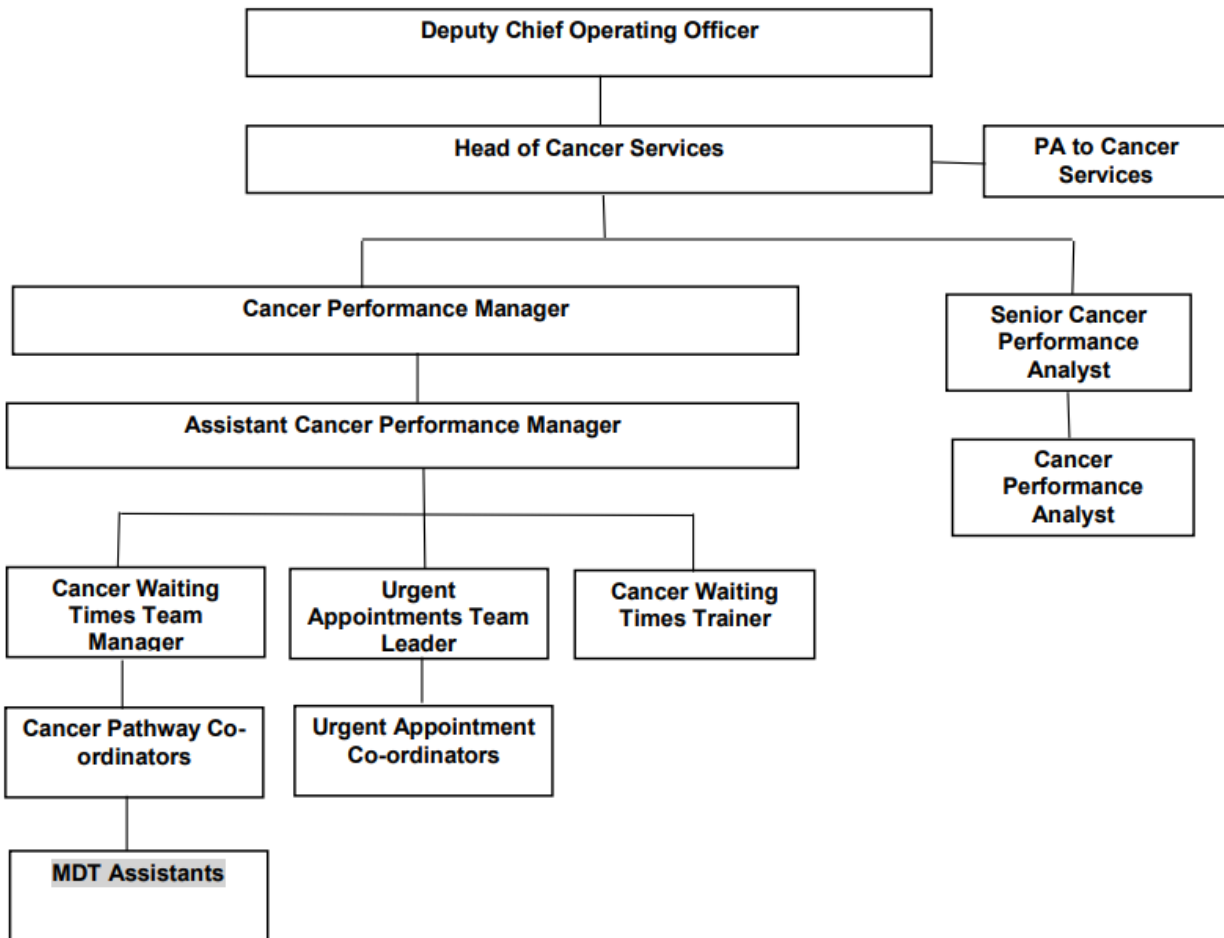 Deputy Chief Operating Officer
Head of Cancer Services
PA to Cancer
Services
Cancer Performance Manager
Senior Cancer
Performance
Analyst
Assistant Cancer Performance Manager
Cancer
Performance
Analyst
Cancer Waiting
Times Team
Manager
Urgent
Appointments Team
Leader
Cancer Waiting
Times Trainer
Cancer Pathway Co-
ordinators
Urgent Appointment
Co-ordinators
MDT Assistants